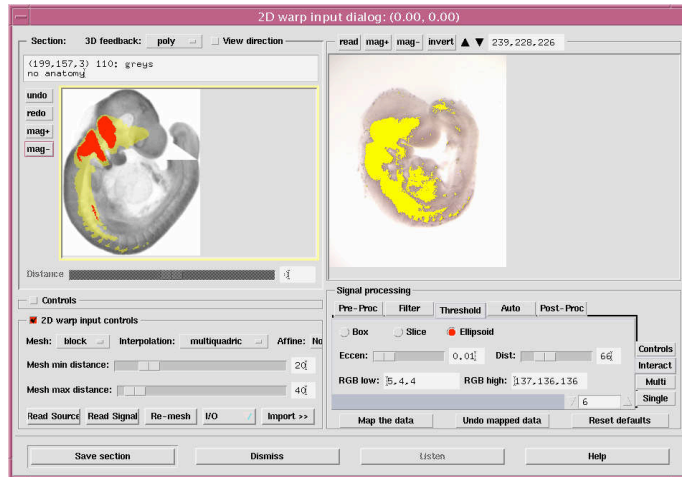 2D warp input dialog: (0.00, 0.00)
Section: 3D feedback: poly View direction
(199,157,3) 110: greys
no anatomy
undo
redo
mag+
mag-
Distance
read mag+ mag- invert 239,228,226
Controls
2D warp input controls
Mesh: block Interpolation: multiquadric Affine: No
Mesh min distance: 20
Mesh max distance: 40
Read Source Read Signal Re-mesh I/O Import >>
Signal processing
Pre-Proc Filter Threshold Auto Post-Proc
Box Slice Ellipsoid
Eccen: 0,01 Dist: 66
RGB low: 5,4,4 RGB high: 137,136,136
6
Controls
Interact
Multi
Single
Map the data Undo mapped data Reset defaults
Save section Dismiss Listen Help